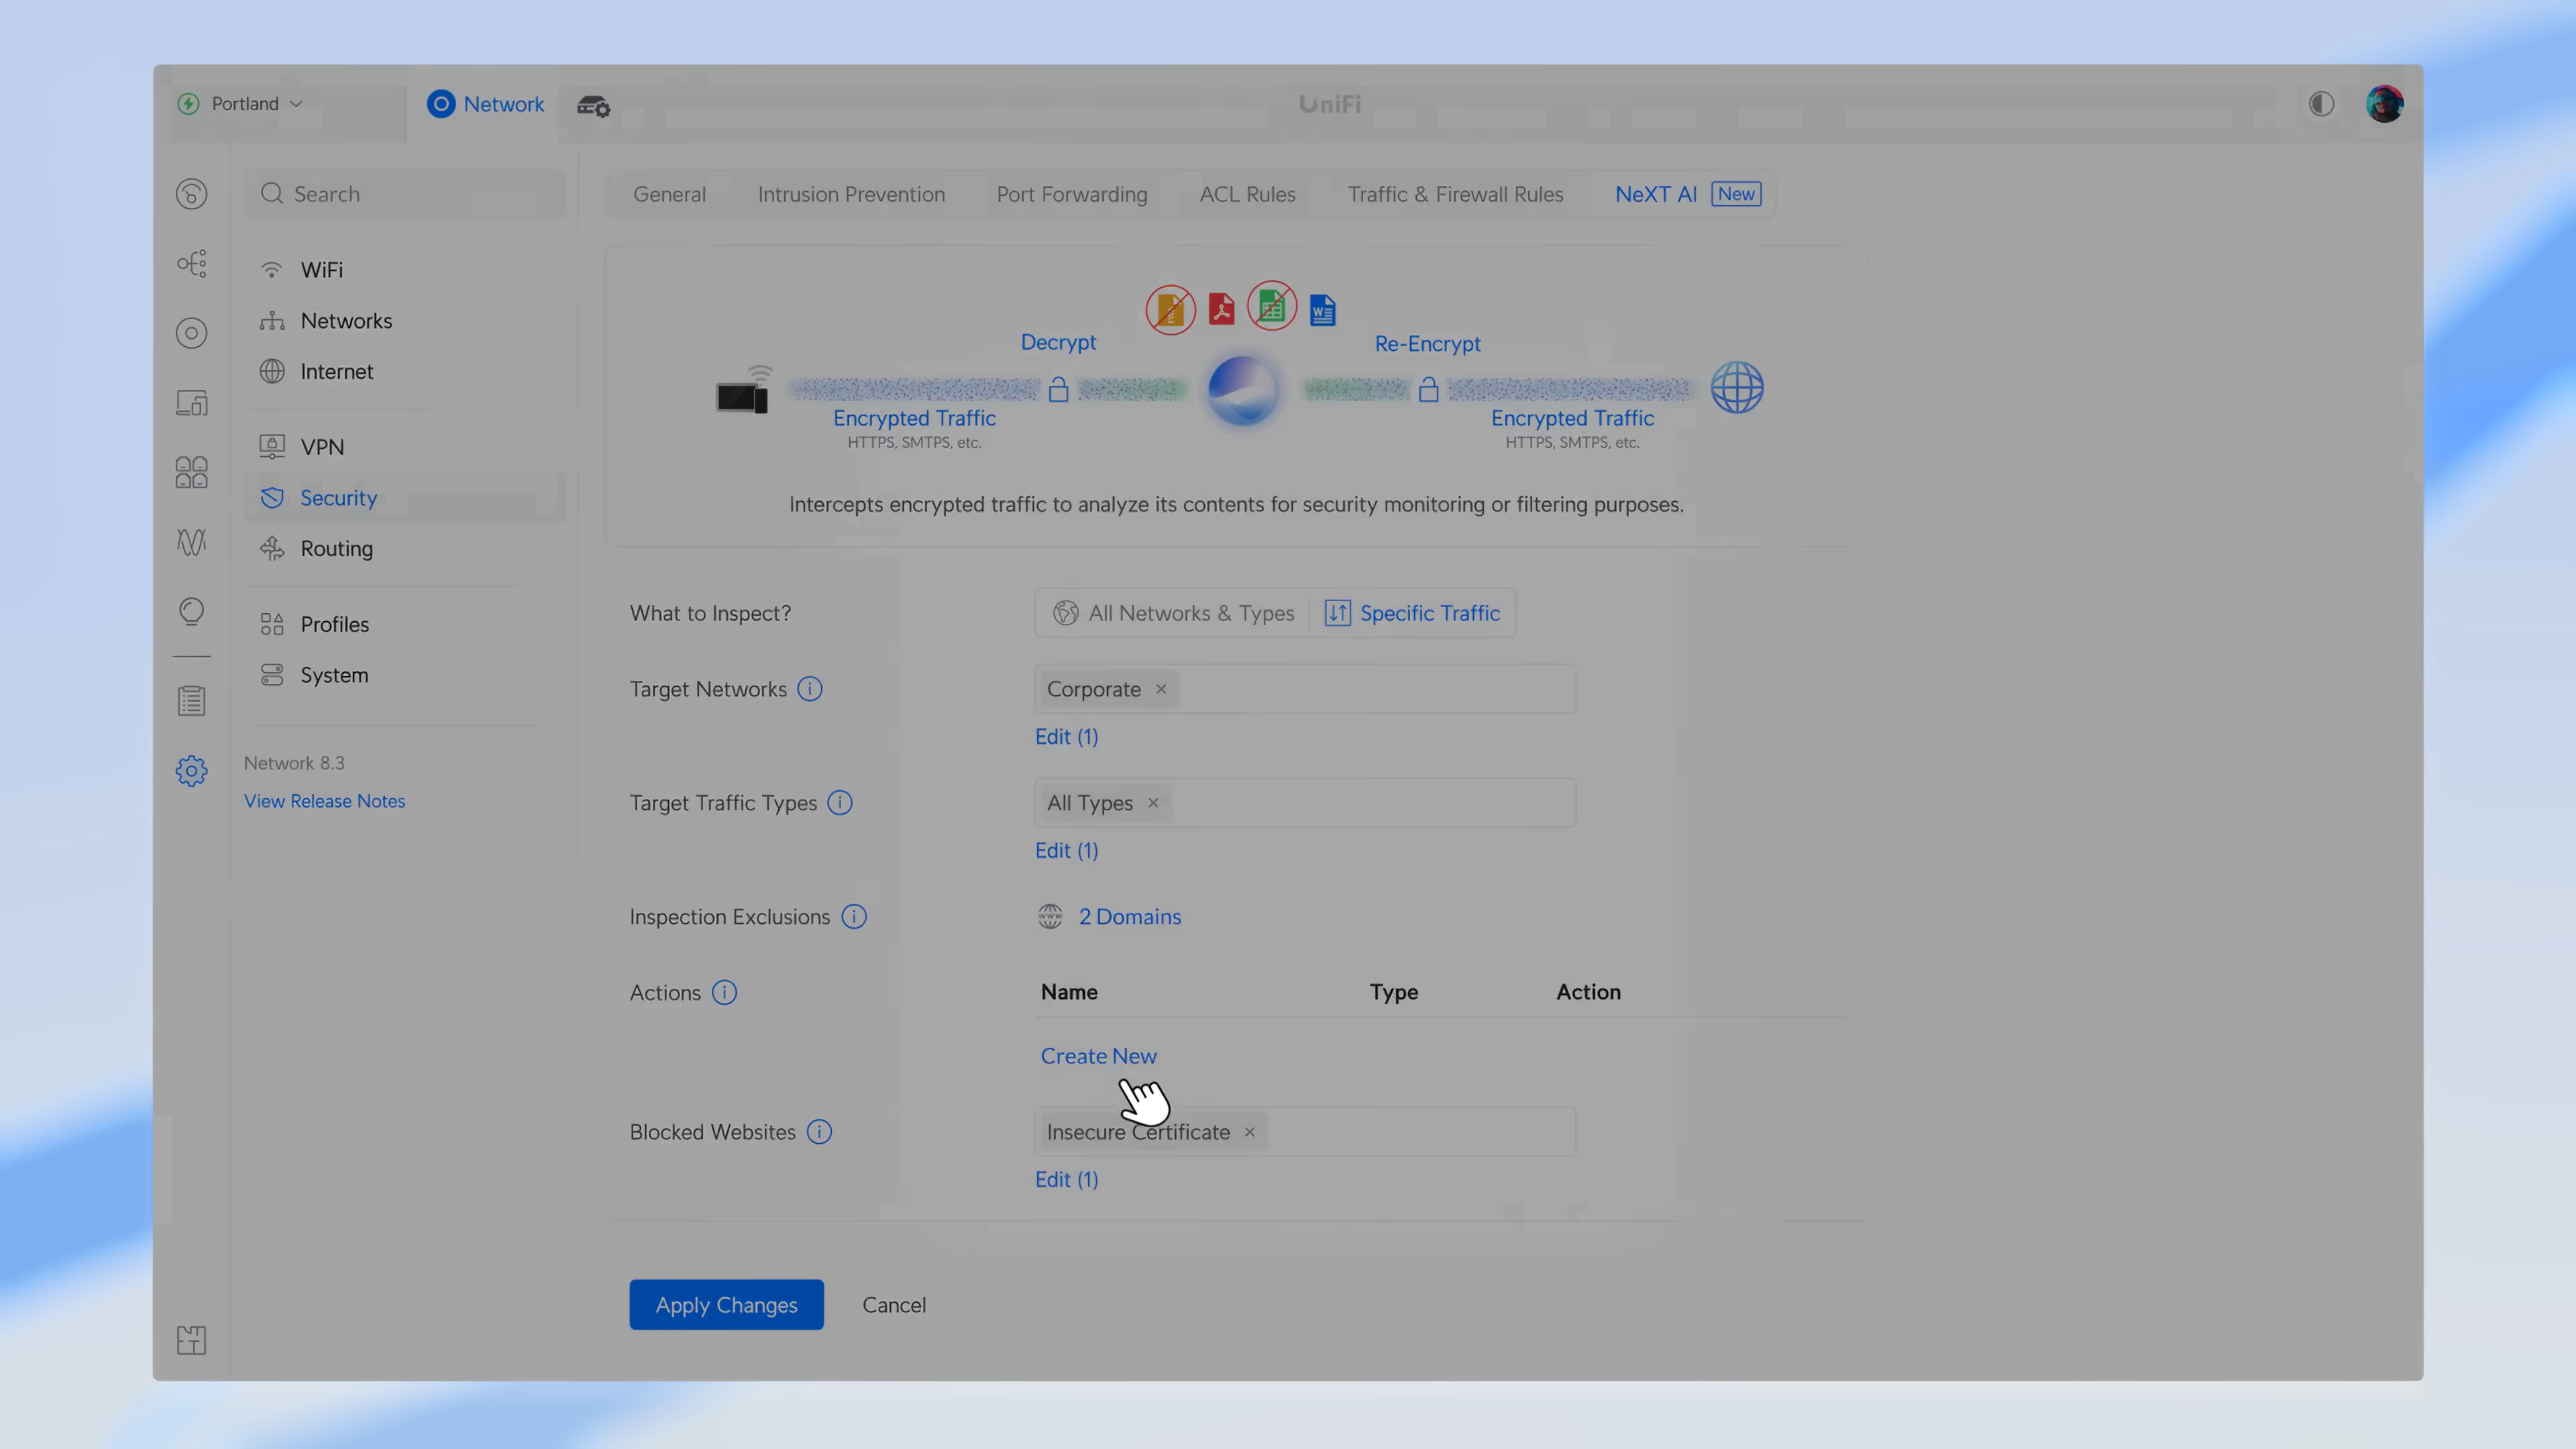 Portland
Network
UniFi
Search
WiFi
Networks
Internet
VPN
Security
Routing
Profiles
System
Network 8.3
View Release Notes
General
Intrusion Prevention
Port Forwarding
ACL Rules
Traffic & Firewall Rules
NeXT AI
New
Decrypt
Re-Encrypt
Encrypted Traffic
HTTPS, SMTPS, etc.
Encrypted Traffic
HTTPS, SMTPS, etc.
Intercepts encrypted traffic to analyze its contents for security monitoring or filtering purposes.
What to Inspect?
All Networks & Types
Specific Traffic
Target Networks
Corporate
Edit (1)
Target Traffic Types
All Types
Edit (1)
Inspection Exclusions
2 Domains
Actions
Name
Type
Action
Create New
Blocked Websites
Insecure Certificate
Edit (1)
Apply Changes
Cancel